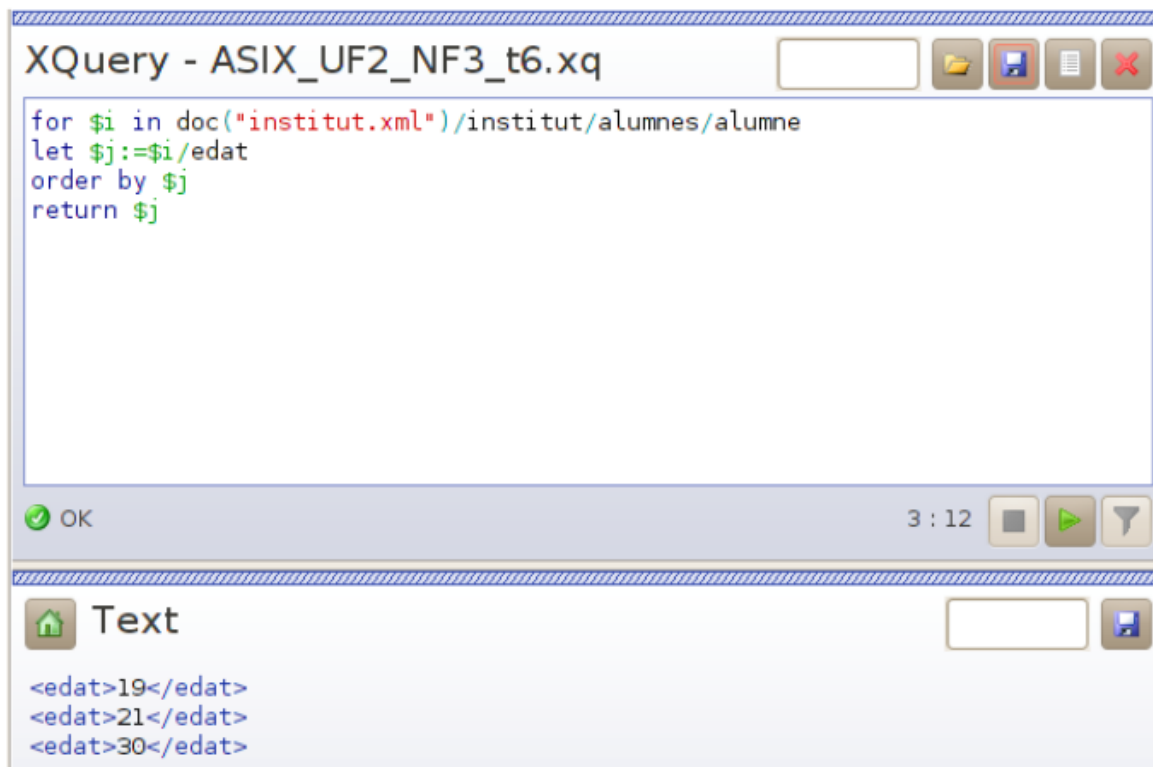 XQuery - ASIX_UF2_NF3_t6.xq
for $i in doc("institut.xml")/institut/alumnes/alumne
let $j:=$i/edat
order by $j
return $j
OK
3 : 12
Text
<edat>19</edat>
<edat>21</edat>
<edat>30</edat>